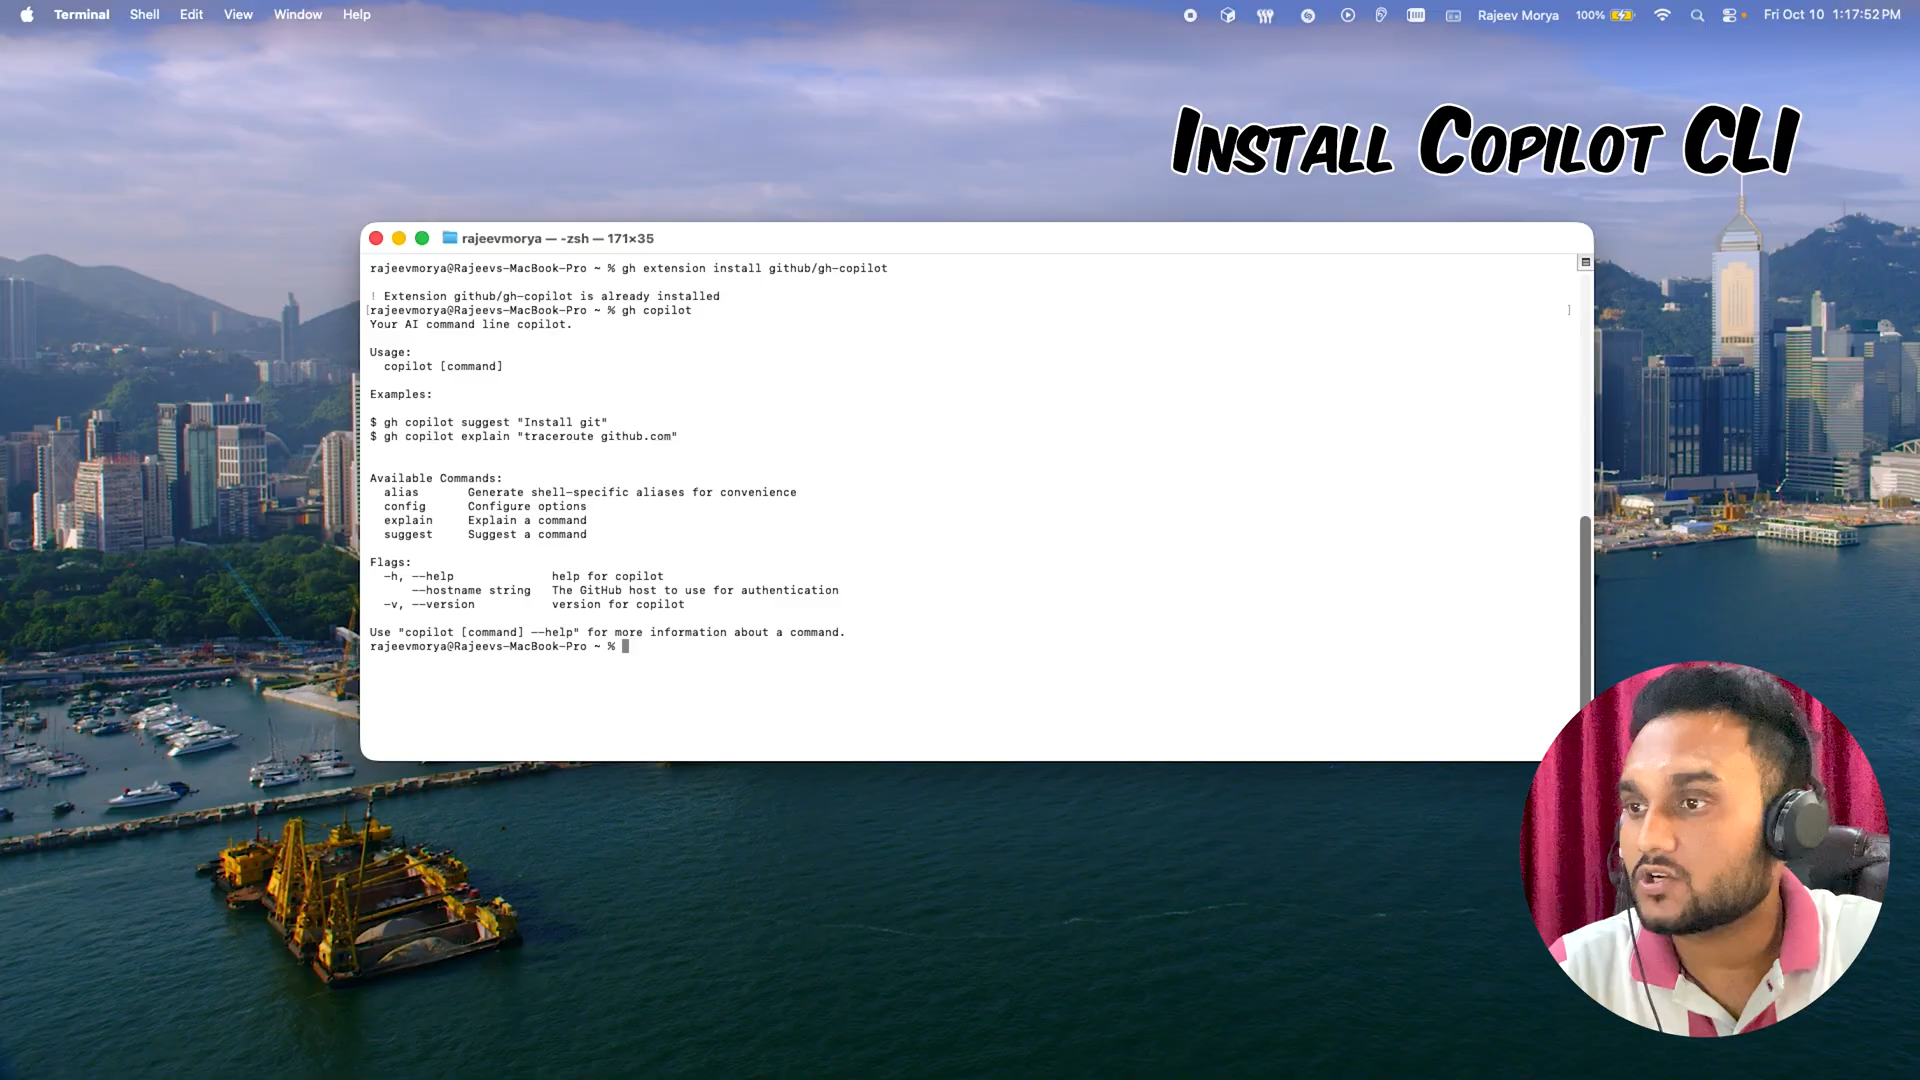 Terminal Shell Edit View Window Help Rajeev Morya 100% Fri Oct 10 1:17:52 PM
INSTALL COPILOT CLI
rajeevmorya — -zsh — 171×35
rajeevmorya@Rajeevs-MacBook-Pro ~ % gh extension install github/gh-copilot
! Extension github/gh-copilot is already installed
[rajeevmorya@Rajeevs-MacBook-Pro ~ % gh copilot ]
Your AI command line copilot.
Usage:
copilot [command]
Examples:
$ gh copilot suggest "Install git"
$ gh copilot explain "traceroute github.com"
Available Commands:
alias Generate shell-specific aliases for convenience
config Configure options
explain Explain a command
suggest Suggest a command
Flags:
-h, --help help for copilot
--hostname string The GitHub host to use for authentication
-v, --version version for copilot
Use "copilot [command] --help" for more information about a command.
rajeevmorya@Rajeevs-MacBook-Pro ~ %